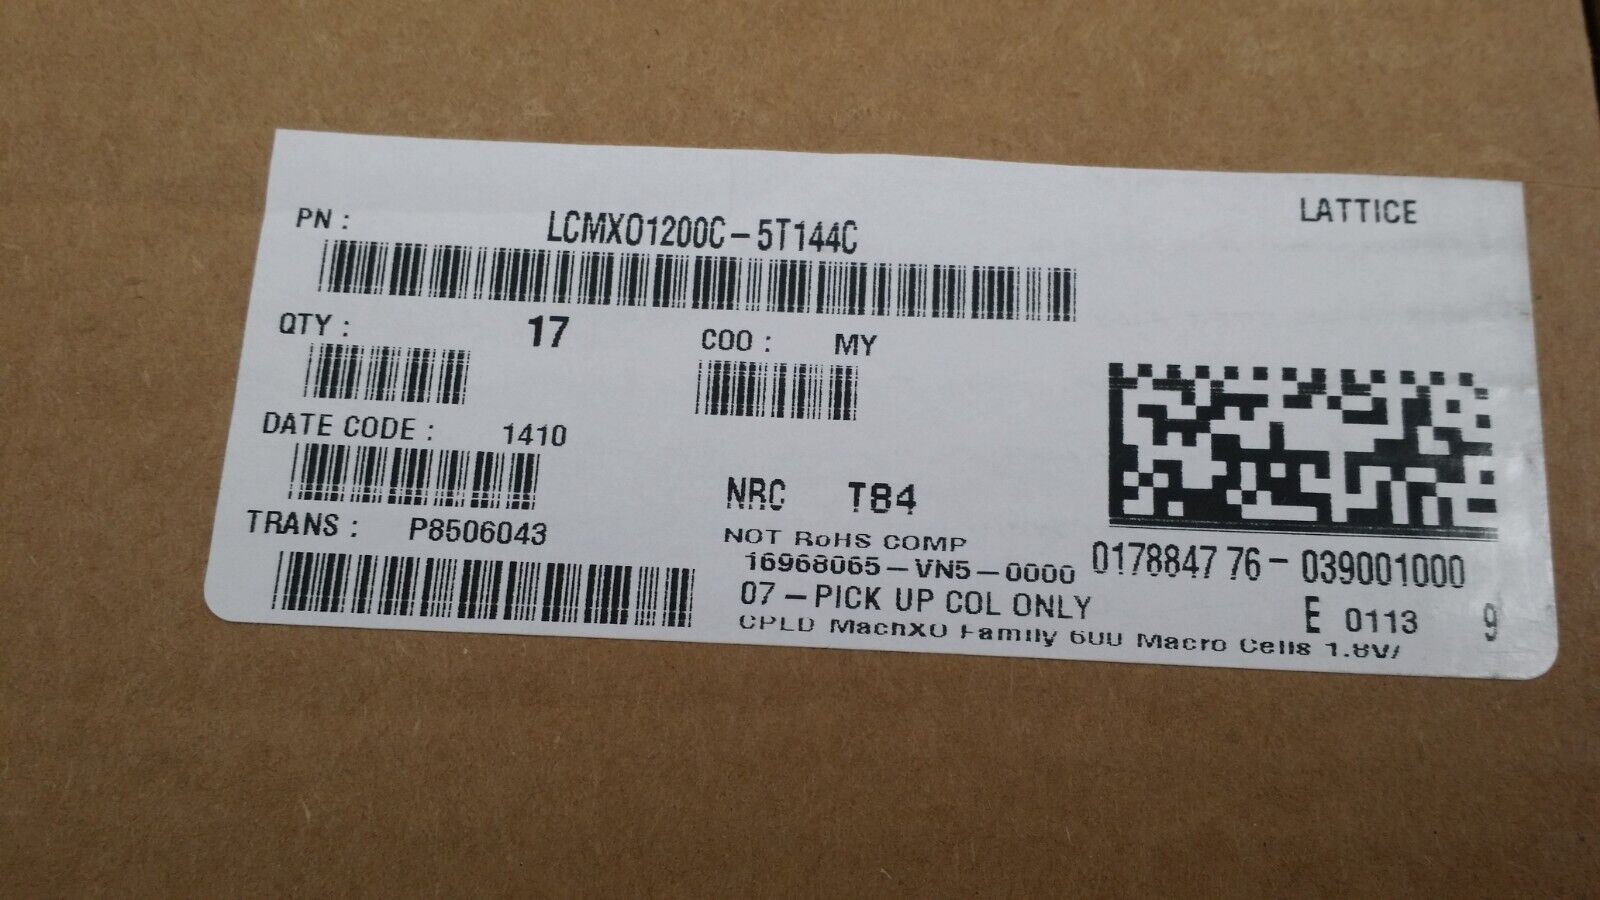 LATTICE
PN : LCMXO1200C-5T144C
QTY : 17 COO : MY
DATE CODE : 1410
NRC T84
TRANS : P8506043
NOT RoHS COMP
16968065-VN5-0000 017884776-039001000
07-PICK UP COL ONLY E 0113 9
CPLD MachXO Family 600 Macro Cells 1.8V/